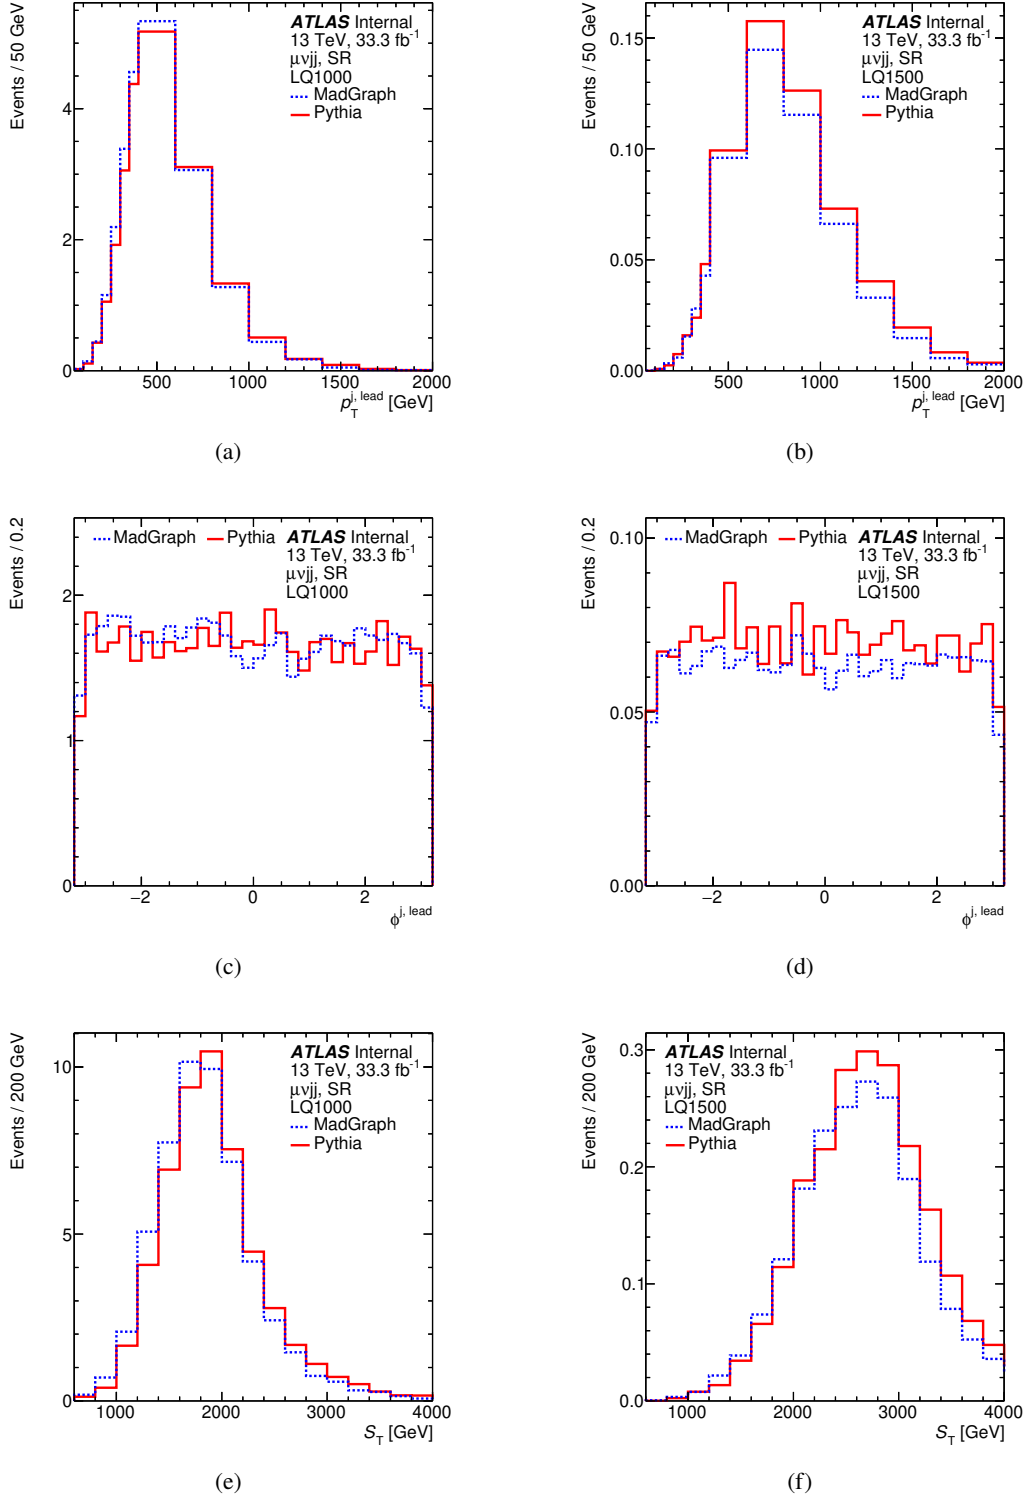 Events / 50 GeV
ATLAS Internal
13 TeV, 33.3 fb⁻¹
μνjj, SR
LQ1000
MadGraph
Pythia
4
2
0
500 1000 1500 2000
p_T^{j, lead} [GeV]
(a)
Events / 50 GeV
ATLAS Internal
13 TeV, 33.3 fb⁻¹
μνjj, SR
LQ1500
MadGraph
Pythia
0.15
0.10
0.05
0.00
500 1000 1500 2000
p_T^{j, lead} [GeV]
(b)
Events / 0.2
MadGraph Pythia ATLAS Internal
13 TeV, 33.3 fb⁻¹
μνjj, SR
LQ1000
2
1
0
−2 0 2
ϕ^{j, lead}
(c)
Events / 0.2
MadGraph Pythia ATLAS Internal
13 TeV, 33.3 fb⁻¹
μνjj, SR
LQ1500
0.10
0.05
0.00
−2 0 2
ϕ^{j, lead}
(d)
Events / 200 GeV
ATLAS Internal
13 TeV, 33.3 fb⁻¹
μνjj, SR
LQ1000
MadGraph
Pythia
10
5
0
1000 2000 3000 4000
S_T [GeV]
(e)
Events / 200 GeV
ATLAS Internal
13 TeV, 33.3 fb⁻¹
μνjj, SR
LQ1500
MadGraph
Pythia
0.3
0.2
0.1
0.0
1000 2000 3000 4000
S_T [GeV]
(f)